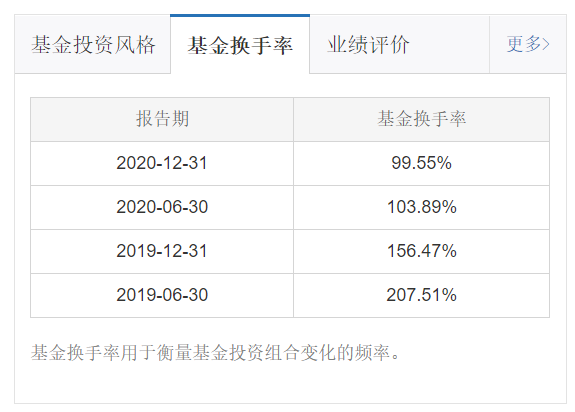 基金投资风格 基金换手率 业绩评价 更多>
报告期 基金换手率
2020-12-31 99.55%
2020-06-30 103.89%
2019-12-31 156.47%
2019-06-30 207.51%
基金换手率用于衡量基金投资组合变化的频率。